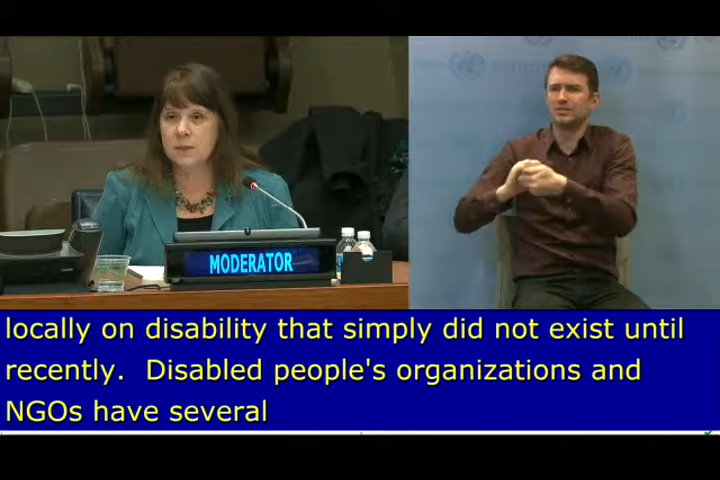 MODERATOR
locally on disability that simply did not exist until
recently.  Disabled people's organizations and
NGOs have several